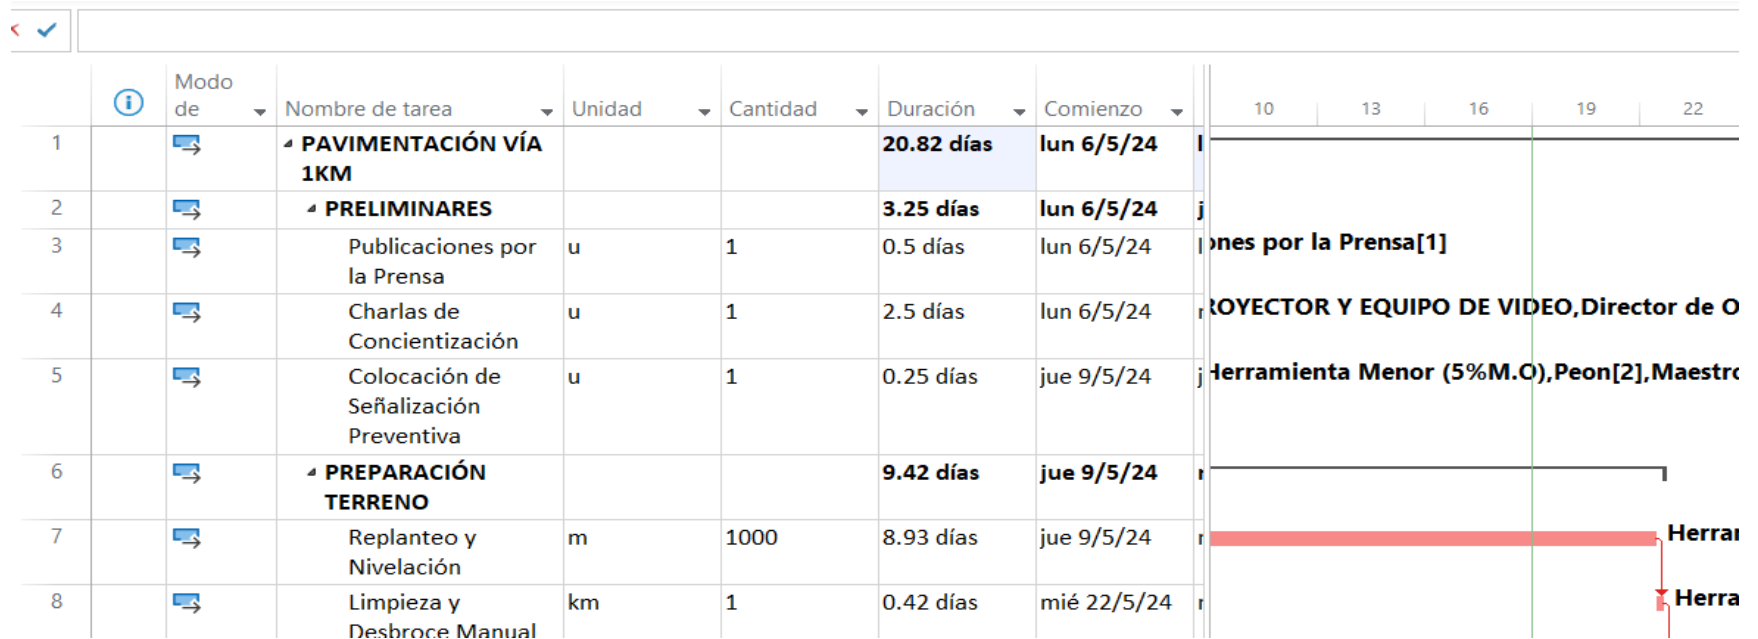 Modo
de
Nombre de tarea
Unidad
Cantidad
Duración
Comienzo
10 13 16 19 22
1 PAVIMENTACIÓN VÍA 20.82 días lun 6/5/24
1KM
2 PRELIMINARES 3.25 días lun 6/5/24
3 Publicaciones por u 1 0.5 días lun 6/5/24 ones por la Prensa[1]
la Prensa
4 Charlas de u 1 2.5 días lun 6/5/24 ROYECTOR Y EQUIPO DE VIDEO,Director de O
Concientización
5 Colocación de u 1 0.25 días jue 9/5/24 Herramienta Menor (5%M.O),Peon[2],Maestro
Señalización
Preventiva
6 PREPARACIÓN 9.42 días jue 9/5/24
TERRENO
7 Replanteo y m 1000 8.93 días jue 9/5/24 Herrar
Nivelación
8 Limpieza y km 1 0.42 días mié 22/5/24 Herra
Desbroce Manual